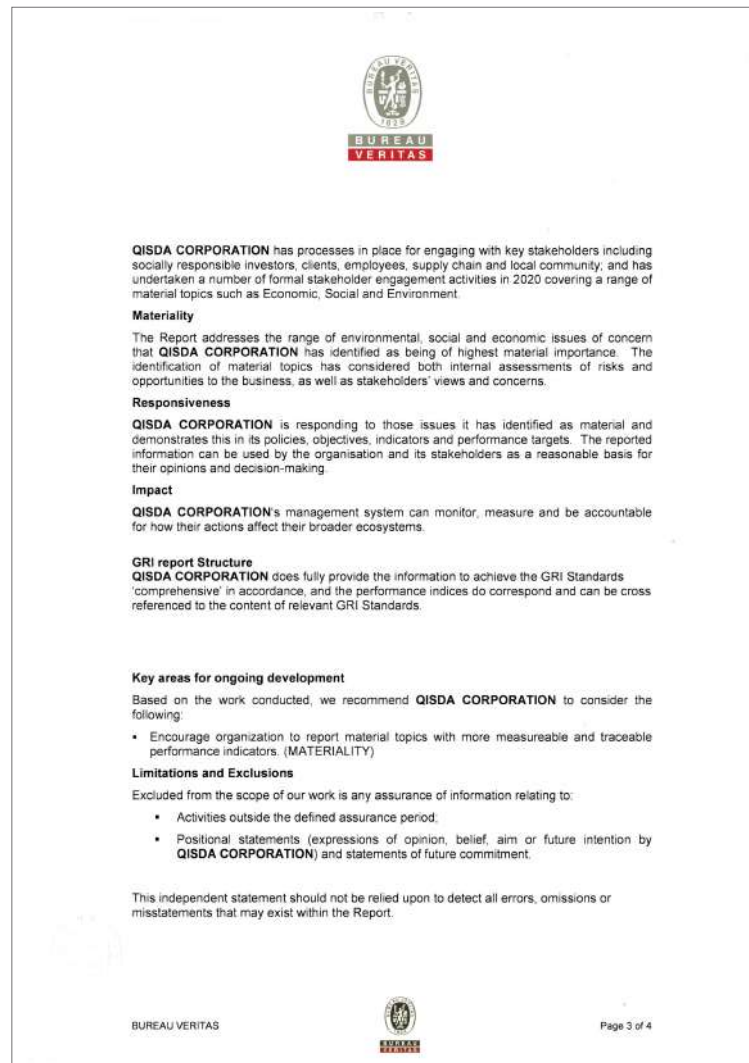 BUREAU VERITAS
1828
BUREAU
VERITAS
QISDA CORPORATION has processes in place for engaging with key stakeholders including
socially responsible investors, clients, employees, supply chain and local community; and has
undertaken a number of formal stakeholder engagement activities in 2020 covering a range of
material topics such as Economic, Social and Environment.
Materiality
The Report addresses the range of environmental, social and economic issues of concern
that QISDA CORPORATION has identified as being of highest material importance. The
identification of material topics has considered both internal assessments of risks and
opportunities to the business, as well as stakeholders' views and concerns.
Responsiveness
QISDA CORPORATION is responding to those issues it has identified as material and
demonstrates this in its policies, objectives, indicators and performance targets. The reported
information can be used by the organisation and its stakeholders as a reasonable basis for
their opinions and decision-making.
Impact
QISDA CORPORATION's management system can monitor, measure and be accountable
for how their actions affect their broader ecosystems.
GRI report Structure
QISDA CORPORATION does fully provide the information to achieve the GRI Standards
'comprehensive' in accordance, and the performance indices do correspond and can be cross
referenced to the content of relevant GRI Standards.
Key areas for ongoing development
Based on the work conducted, we recommend QISDA CORPORATION to consider the
following:
▪ Encourage organization to report material topics with more measureable and traceable
performance indicators. (MATERIALITY)
Limitations and Exclusions
Excluded from the scope of our work is any assurance of information relating to:
▪ Activities outside the defined assurance period;
▪ Positional statements (expressions of opinion, belief, aim or future intention by
QISDA CORPORATION) and statements of future commitment.
This independent statement should not be relied upon to detect all errors, omissions or
misstatements that may exist within the Report.
BUREAU VERITAS
BUREAU
VERITAS
Page 3 of 4